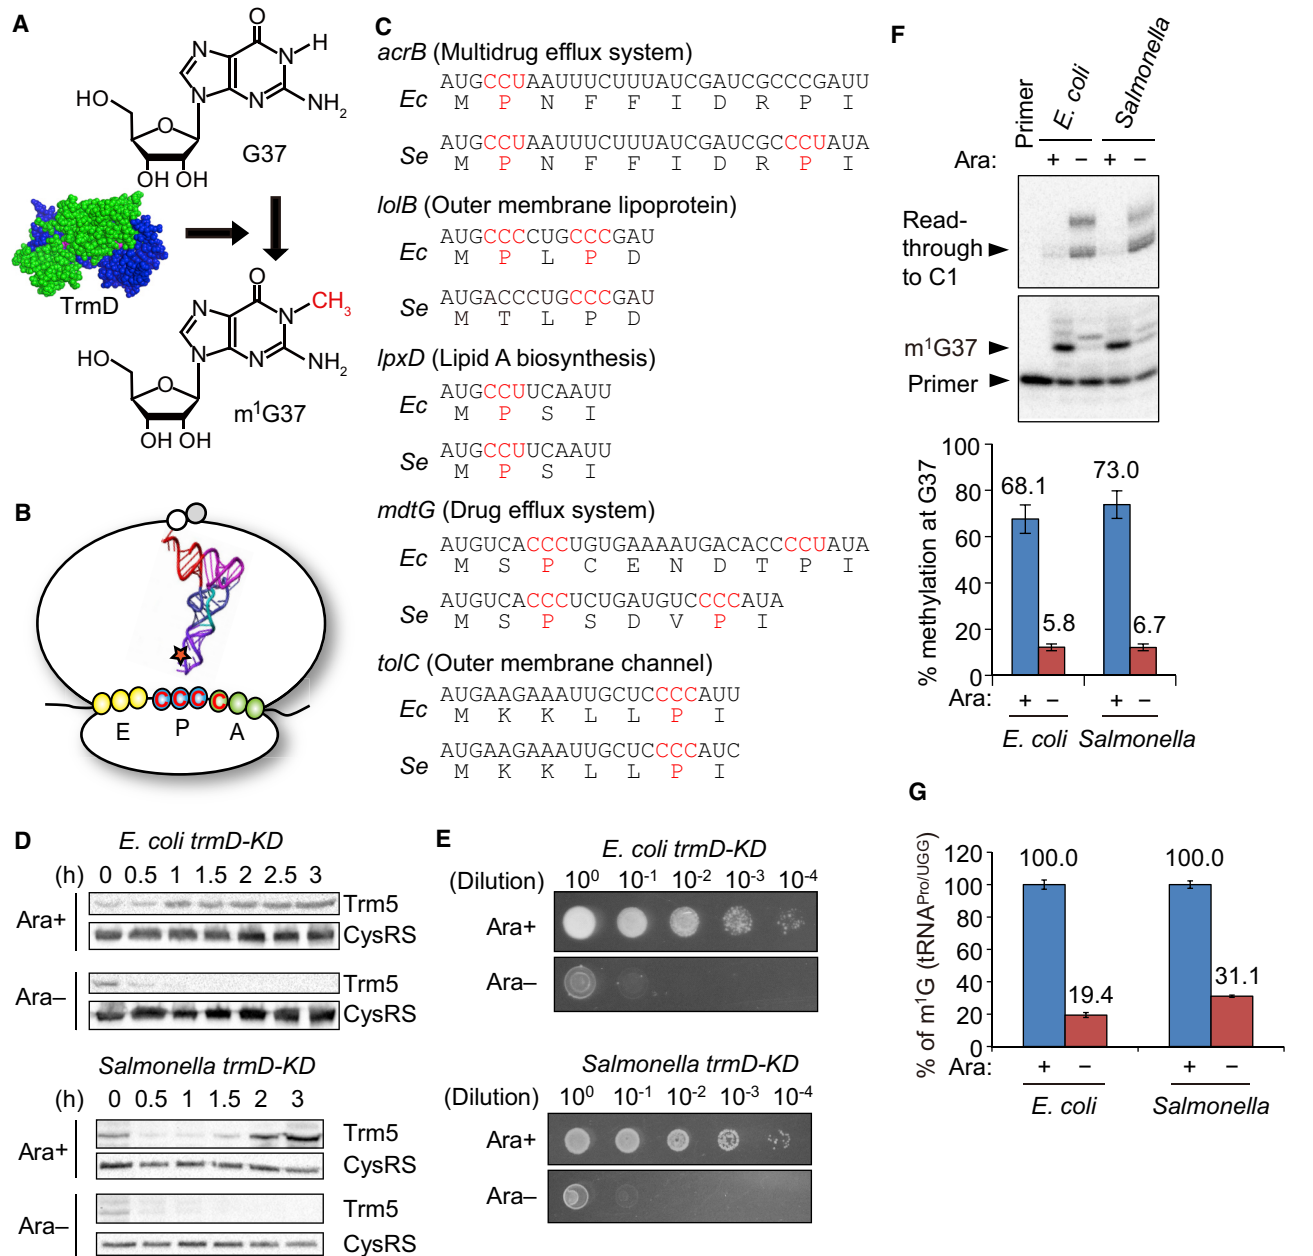 A
N
O
N
H
HO
N
N
NH2
O
G37
OH OH
TrmD
O
N
N
CH3
HO
N
N
NH2
O
m1G37
OH OH
B
C C C C
E P A
C
acrB (Multidrug efflux system)
AUGCCUAAUUUCUUUAUCGAUCGCCCGAUU
Ec
M P N F F I D R P I
AUGCCUAAUUUCUUUAUCGAUCGCCCUAUA
Se
M P N F F I D R P I
lolB (Outer membrane lipoprotein)
AUGCCCCUGCCCGAU
Ec
M P L P D
AUGACCCUGCCCGAU
Se
M T L P D
lpxD (Lipid A biosynthesis)
AUGCCUUCAAUU
Ec
M P S I
AUGCCUUCAAUU
Se
M P S I
mdtG (Drug efflux system)
AUGUCACCCUGUGAAAAUGACACCCCUAUA
Ec
M S P C E N D T P I
AUGUCACCCUCUGAUGUCCCCAUA
Se
M S P S D V P I
tolC (Outer membrane channel)
AUGAAGAAAUUGCUCCCCAUU
Ec
M K K L L P I
AUGAAGAAAUUGCUCCCCAUC
Se
M K K L L P I
D
E. coli trmD-KD
(h) 0 0.5 1 1.5 2 2.5 3
Ara+
Trm5
CysRS
Ara–
Trm5
CysRS
Salmonella trmD-KD
(h) 0 0.5 1 1.5 2 3
Ara+
Trm5
CysRS
Ara–
Trm5
CysRS
E
E. coli trmD-KD
(Dilution) 10^0 10^-1 10^-2 10^-3 10^-4
Ara+
Ara–
Salmonella trmD-KD
(Dilution) 10^0 10^-1 10^-2 10^-3 10^-4
Ara+
Ara–
F
Primer
E. coli
Salmonella
Ara: + – + –
Read-
through
to C1
m1G37
Primer
% methylation at G37
100
80
60
40
20
0
68.1
5.8
73.0
6.7
Ara: + – + –
E. coli Salmonella
G
% of m1G (tRNAPro/UGG)
120
100
80
60
40
20
0
100.0
19.4
100.0
31.1
Ara: + – + –
E. coli Salmonella